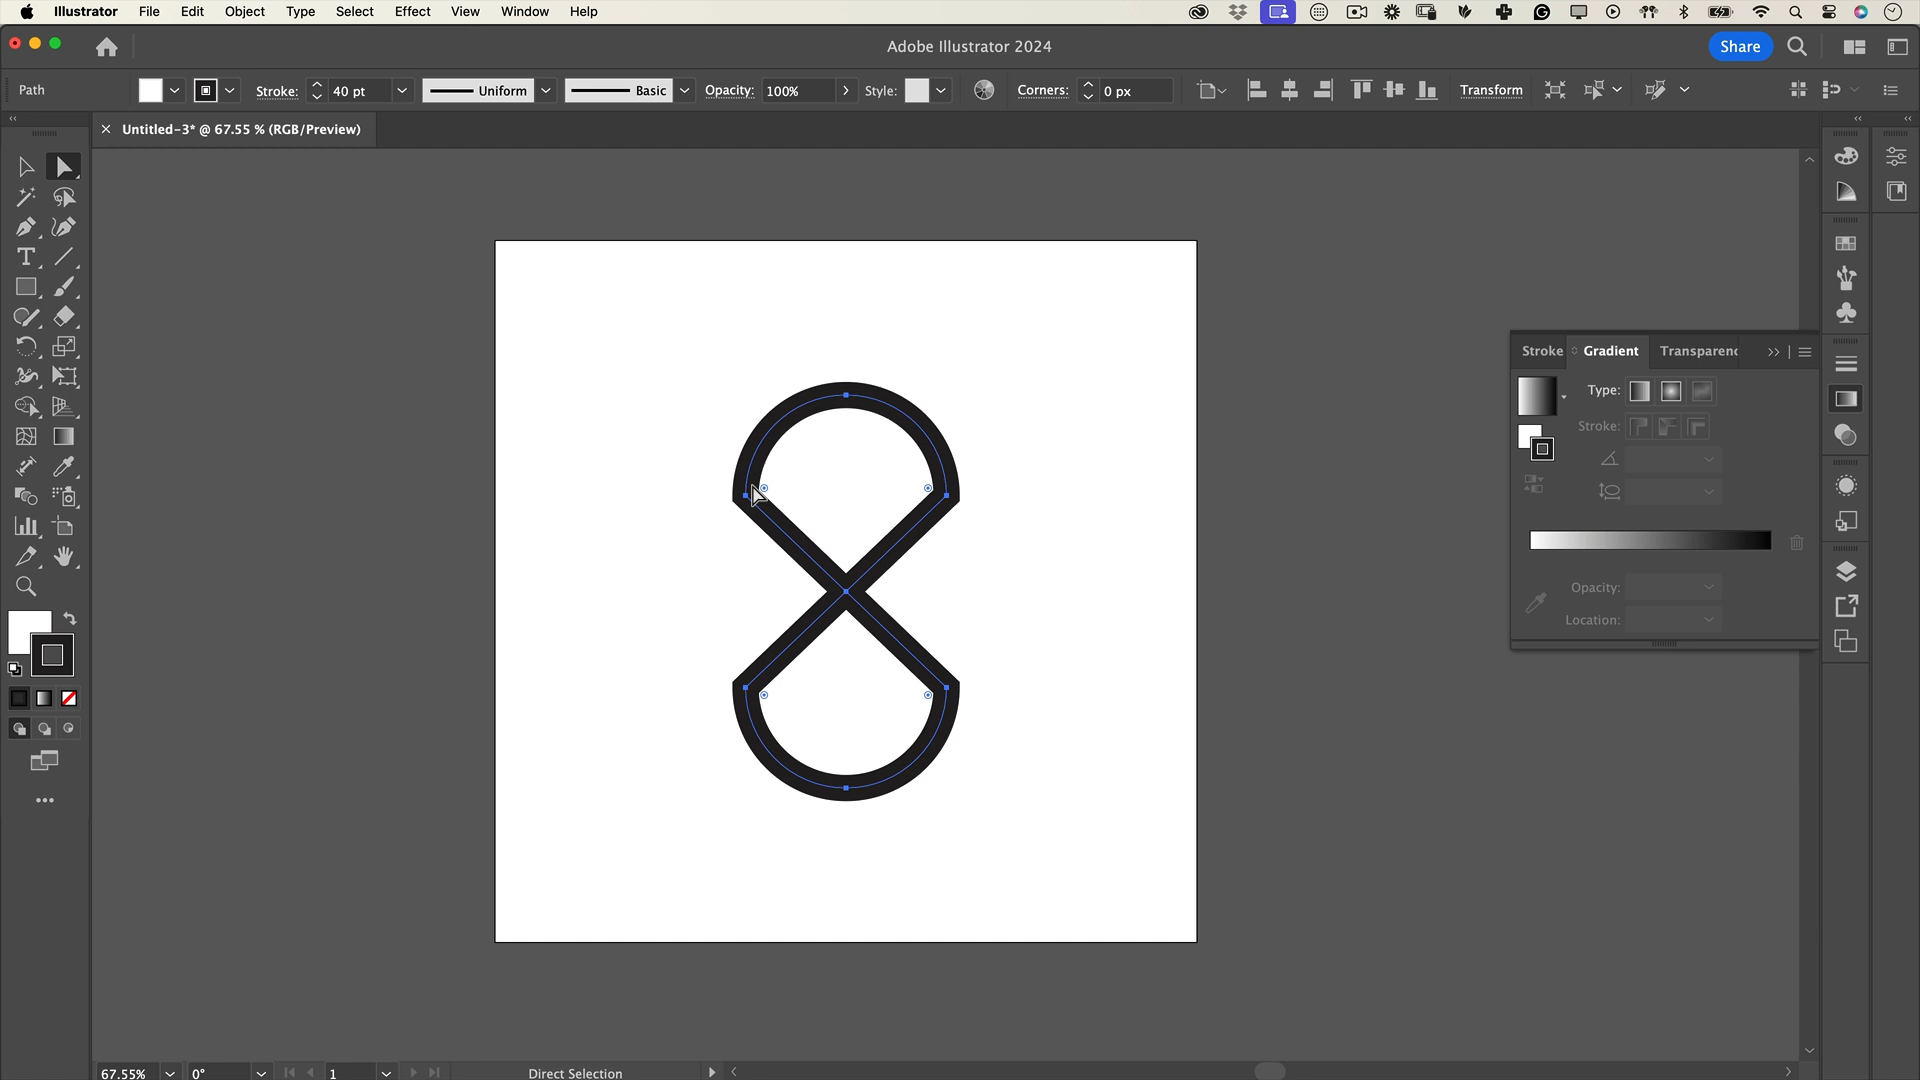 Illustrator File Edit Object Type Select Effect View Window Help
Adobe Illustrator 2024
Share
Path Stroke: 40 pt Uniform Basic Opacity: 100% Style: Corners: 0 px Transform
Untitled-3* @ 67.55 % (RGB/Preview)
Stroke Gradient Transparenc
Type:
Stroke:
Opacity:
Location:
67.55% 0° 1 Direct Selection